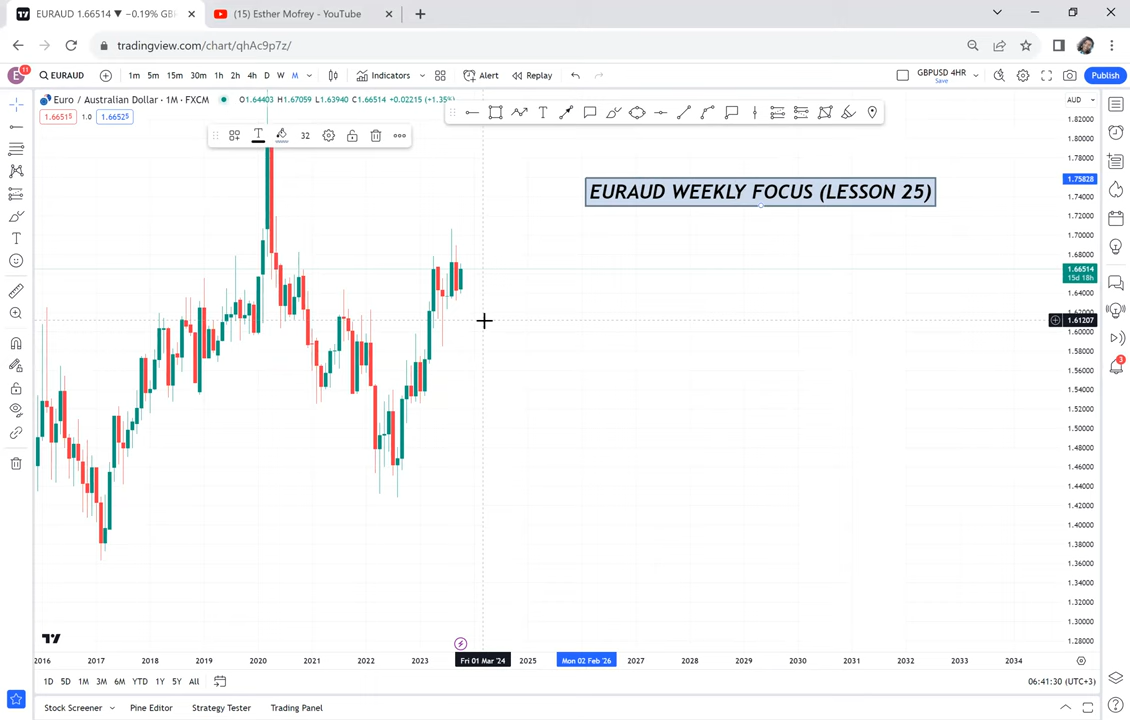 EURAUD 1.66514 ▼ −0.19% GBP
(15) Esther Mofrey - YouTube
tradingview.com/chart/qhAc9p7z/
E
11
EURAUD
1m 5m 15m 30m 1h 2h 4h D W M
Indicators
Alert
Replay
GBPUSD 4HR
Save
Publish
Euro / Australian Dollar · 1M · FXCM
O1.64403 H1.67059 L1.63940 C1.66514 +0.02215 (+1.35%)
AUD
1.66515
1.0
1.66525
T
32
EURAUD WEEKLY FOCUS (LESSON 25)
1.82000
1.80000
1.78000
1.75828
1.74000
1.72000
1.70000
1.68000
1.66514
15d 18h
1.64000
1.61207
1.60000
1.58000
1.56000
1.54000
1.52000
1.50000
1.48000
1.46000
1.44000
1.42000
1.40000
1.38000
1.36000
1.34000
1.32000
1.30000
1.28000
3
2016 2017 2018 2019 2020 2021 2022 2023 Fri 01 Mar '24 2025 Mon 02 Feb '26 2027 2028 2029 2030 2031 2032 2033 2034
1D 5D 1M 3M 6M YTD 1Y 5Y All
06:41:30 (UTC+3)
Stock Screener Pine Editor Strategy Tester Trading Panel